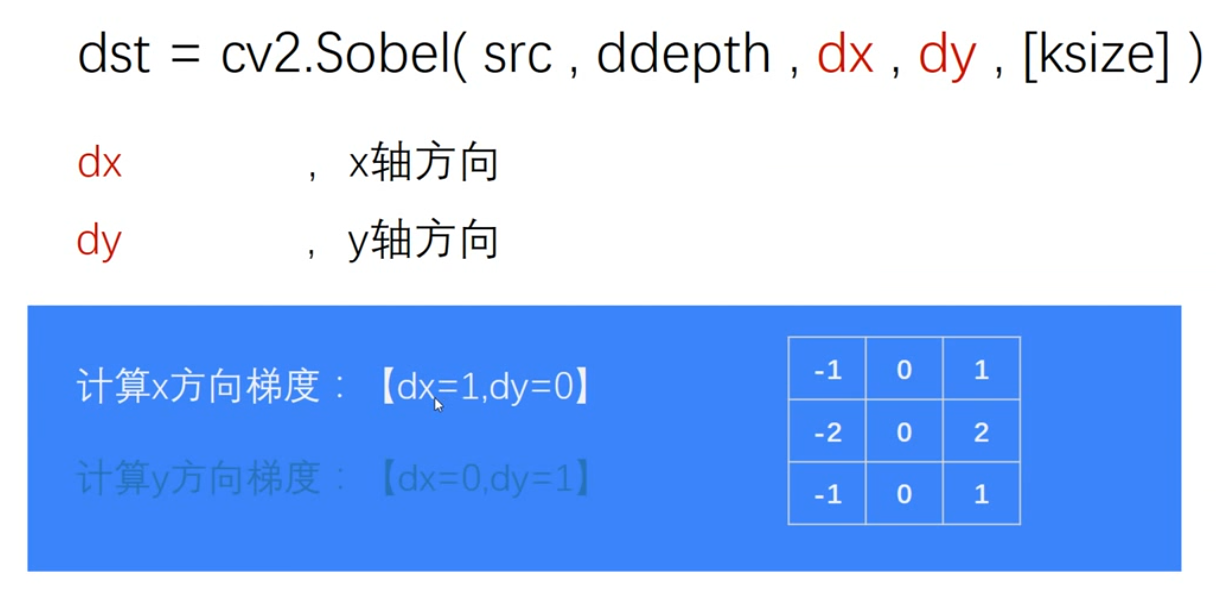 dst = cv2.Sobel( src , ddepth , dx , dy , [ksize] )
dx , x轴方向
dy , y轴方向
计算x方向梯度：【dx=1,dy=0】
计算y方向梯度：【dx=0,dy=1】
-1 0 1
-2 0 2
-1 0 1